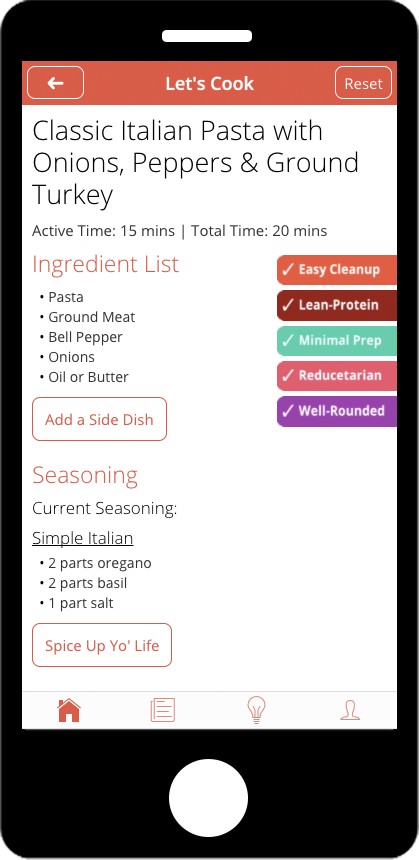 Let's Cook
Reset
Classic Italian Pasta with
Onions, Peppers & Ground
Turkey
Active Time: 15 mins | Total Time: 20 mins
Ingredient List
• Pasta
• Ground Meat
• Bell Pepper
• Onions
• Oil or Butter
✓ Easy Cleanup
✓ Lean-Protein
✓ Minimal Prep
✓ Reducetarian
✓ Well-Rounded
Add a Side Dish
Seasoning
Current Seasoning:
Simple Italian
• 2 parts oregano
• 2 parts basil
• 1 part salt
Spice Up Yo' Life